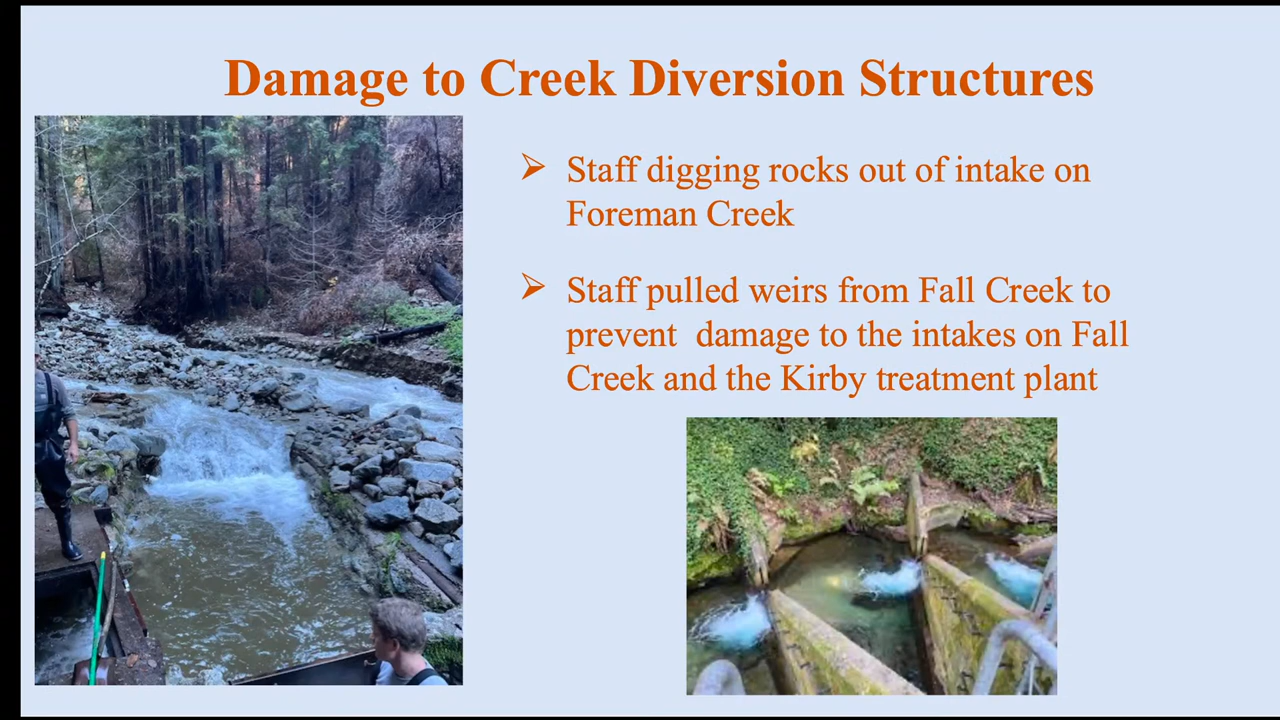 Damage to Creek Diversion Structures
➢ Staff digging rocks out of intake on
Foreman Creek
➢ Staff pulled weirs from Fall Creek to
prevent  damage to the intakes on Fall
Creek and the Kirby treatment plant